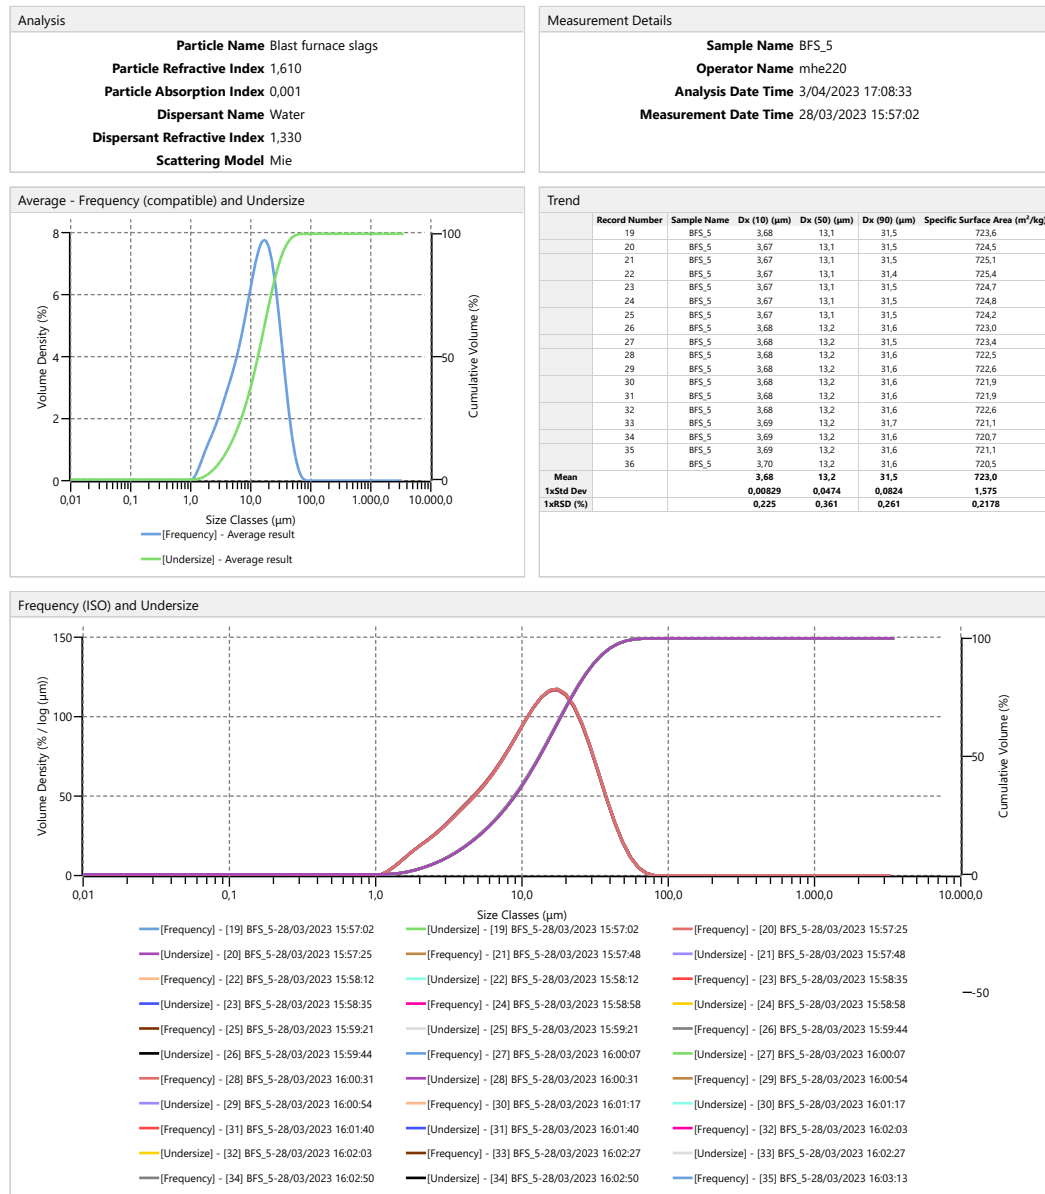 Analysis
Particle Name Blast furnace slags
Particle Refractive Index 1,610
Particle Absorption Index 0,001
Dispersant Name Water
Dispersant Refractive Index 1,330
Scattering Model Mie
Measurement Details
Sample Name BFS_5
Operator Name mhe220
Analysis Date Time 3/04/2023 17:08:33
Measurement Date Time 28/03/2023 15:57:02
Average - Frequency (compatible) and Undersize
Volume Density (%)
8
6
4
2
0
100
50
0
Cumulative Volume (%)
0,01 0,1 1,0 10,0 100,0 1.000,0 10.000,0
Size Classes (µm)
[Frequency] - Average result
[Undersize] - Average result
Trend
Record Number Sample Name Dx (10) (µm) Dx (50) (µm) Dx (90) (µm) Specific Surface Area (m²/kg)
19 BFS_5 3,68 13,1 31,5 723,6
20 BFS_5 3,67 13,1 31,5 724,5
21 BFS_5 3,67 13,1 31,5 725,1
22 BFS_5 3,67 13,1 31,4 725,4
23 BFS_5 3,67 13,1 31,5 724,7
24 BFS_5 3,67 13,1 31,5 724,8
25 BFS_5 3,67 13,1 31,5 724,2
26 BFS_5 3,68 13,2 31,6 723,0
27 BFS_5 3,68 13,2 31,5 723,4
28 BFS_5 3,68 13,2 31,6 722,5
29 BFS_5 3,68 13,2 31,6 722,6
30 BFS_5 3,68 13,2 31,6 721,9
31 BFS_5 3,68 13,2 31,6 721,9
32 BFS_5 3,68 13,2 31,6 722,6
33 BFS_5 3,69 13,2 31,7 721,1
34 BFS_5 3,69 13,2 31,6 720,7
35 BFS_5 3,69 13,2 31,6 721,1
36 BFS_5 3,70 13,2 31,6 720,5
Mean 3,68 13,2 31,5 723,0
1xStd Dev 0,00829 0,0474 0,0824 1,575
1xRSD (%) 0,225 0,361 0,261 0,2178
Frequency (ISO) and Undersize
Volume Density (% / log (µm))
150
100
50
0
100
50
0
-50
Cumulative Volume (%)
0,01 0,1 1,0 10,0 100,0 1.000,0 10.000,0
Size Classes (µm)
[Frequency] - [19] BFS_5-28/03/2023 15:57:02 [Undersize] - [19] BFS_5-28/03/2023 15:57:02 [Frequency] - [20] BFS_5-28/03/2023 15:57:25
[Undersize] - [20] BFS_5-28/03/2023 15:57:25 [Frequency] - [21] BFS_5-28/03/2023 15:57:48 [Undersize] - [21] BFS_5-28/03/2023 15:57:48
[Frequency] - [22] BFS_5-28/03/2023 15:58:12 [Undersize] - [22] BFS_5-28/03/2023 15:58:12 [Frequency] - [23] BFS_5-28/03/2023 15:58:35
[Undersize] - [23] BFS_5-28/03/2023 15:58:35 [Frequency] - [24] BFS_5-28/03/2023 15:58:58 [Undersize] - [24] BFS_5-28/03/2023 15:58:58
[Frequency] - [25] BFS_5-28/03/2023 15:59:21 [Undersize] - [25] BFS_5-28/03/2023 15:59:21 [Frequency] - [26] BFS_5-28/03/2023 15:59:44
[Undersize] - [26] BFS_5-28/03/2023 15:59:44 [Frequency] - [27] BFS_5-28/03/2023 16:00:07 [Undersize] - [27] BFS_5-28/03/2023 16:00:07
[Frequency] - [28] BFS_5-28/03/2023 16:00:31 [Undersize] - [28] BFS_5-28/03/2023 16:00:31 [Frequency] - [29] BFS_5-28/03/2023 16:00:54
[Undersize] - [29] BFS_5-28/03/2023 16:00:54 [Frequency] - [30] BFS_5-28/03/2023 16:01:17 [Undersize] - [30] BFS_5-28/03/2023 16:01:17
[Frequency] - [31] BFS_5-28/03/2023 16:01:40 [Undersize] - [31] BFS_5-28/03/2023 16:01:40 [Frequency] - [32] BFS_5-28/03/2023 16:02:03
[Undersize] - [32] BFS_5-28/03/2023 16:02:03 [Frequency] - [33] BFS_5-28/03/2023 16:02:27 [Undersize] - [33] BFS_5-28/03/2023 16:02:27
[Frequency] - [34] BFS_5-28/03/2023 16:02:50 [Undersize] - [34] BFS_5-28/03/2023 16:02:50 [Frequency] - [35] BFS_5-28/03/2023 16:03:13